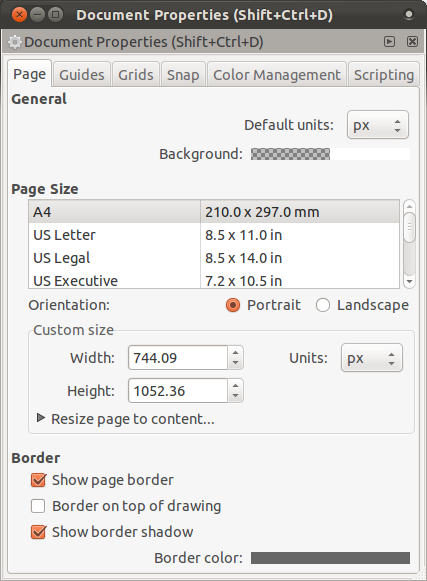 Document Properties (Shift+Ctrl+D)
Document Properties (Shift+Ctrl+D)
Page Guides Grids Snap Color Management Scripting
General
Default units: px
Background:
Page Size
A4 210.0 x 297.0 mm
US Letter 8.5 x 11.0 in
US Legal 8.5 x 14.0 in
US Executive 7.2 x 10.5 in
Orientation: Portrait Landscape
Custom size
Width: 744.09 Units: px
Height: 1052.36
Resize page to content...
Border
Show page border
Border on top of drawing
Show border shadow
Border color: